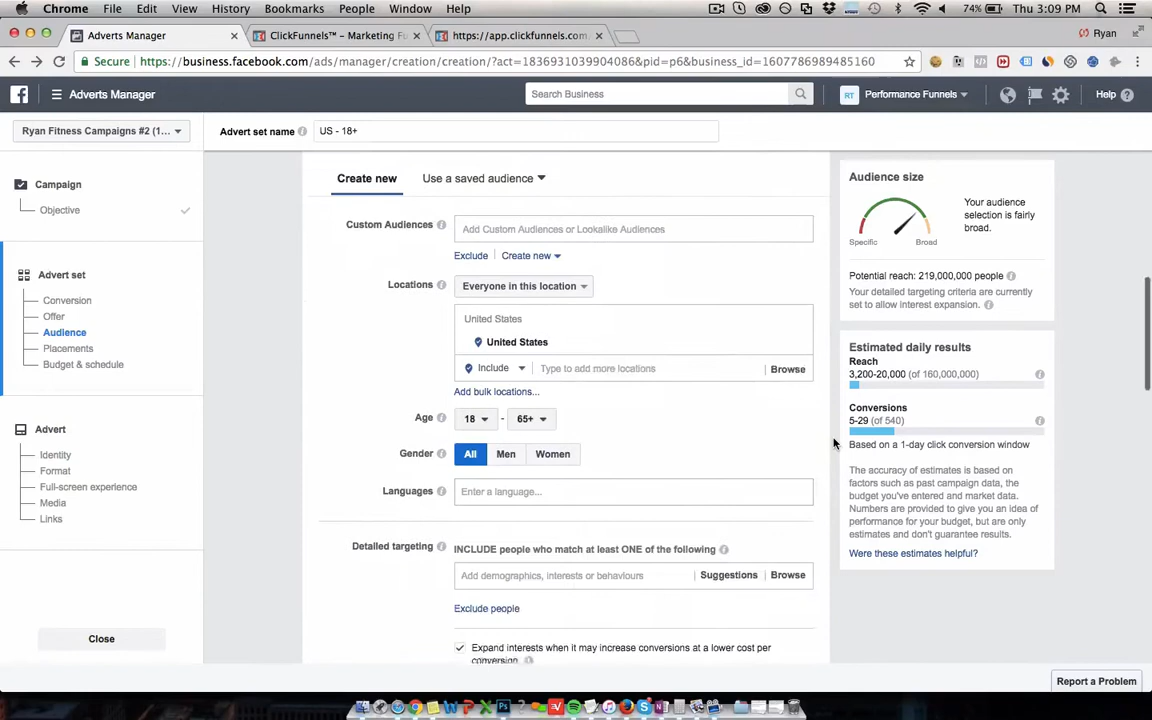 Chrome File Edit View History Bookmarks People Window Help 74% Thu 3:09 PM
Adverts Manager ClickFunnels™ – Marketing Fu https://app.clickfunnels.com Ryan
Secure https://business.facebook.com/ads/manager/creation/creation/?act=1836931039904086&pid=p6&business_id=1607786989485160
Adverts Manager Search Business RT Performance Funnels Help
Ryan Fitness Campaigns #2 (1... Advert set name US - 18+
Campaign
Objective
Advert set
Conversion
Offer
Audience
Placements
Budget & schedule
Advert
Identity
Format
Full-screen experience
Media
Links
Close
Create new Use a saved audience
Custom Audiences Add Custom Audiences or Lookalike Audiences
Exclude Create new
Locations Everyone in this location
United States
United States
Include Type to add more locations Browse
Add bulk locations...
Age 18 - 65+
Gender All Men Women
Languages Enter a language...
Detailed targeting INCLUDE people who match at least ONE of the following
Add demographics, interests or behaviours Suggestions Browse
Exclude people
Expand interests when it may increase conversions at a lower cost per
conversion.
Audience size
Your audience
selection is fairly
broad.
Specific Broad
Potential reach: 219,000,000 people
Your detailed targeting criteria are currently
set to allow interest expansion.
Estimated daily results
Reach
3,200-20,000 (of 160,000,000)
Conversions
5-29 (of 540)
Based on a 1-day click conversion window
The accuracy of estimates is based on
factors such as past campaign data, the
budget you've entered and market data.
Numbers are provided to give you an idea of
performance for your budget, but are only
estimates and don't guarantee results.
Were these estimates helpful?
Report a Problem